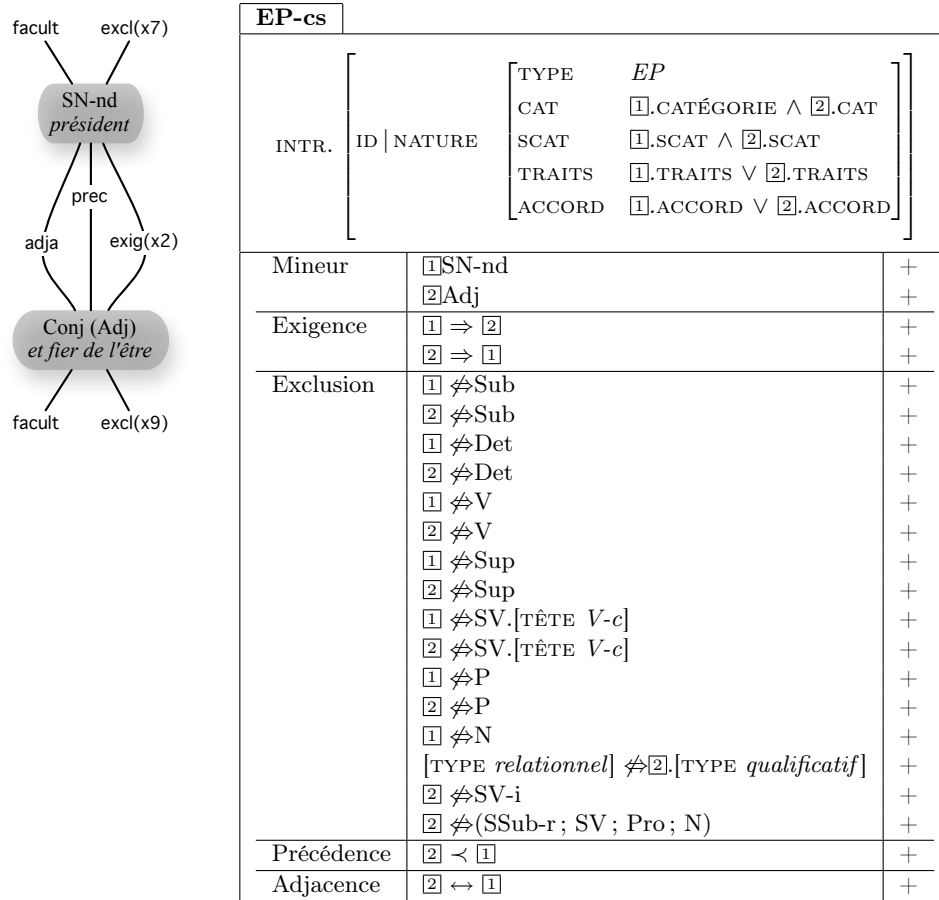 facult excl(x7)
SN-nd
président
prec
adja exig(x2)
Conj (Adj)
et fier de l'être
facult excl(x9)
EP-cs
INTR. [ID | NATURE [TYPE EP
CAT 1.CATÉGORIE ∧ 2.CAT
SCAT 1.SCAT ∧ 2.SCAT
TRAITS 1.TRAITS ∨ 2.TRAITS
ACCORD 1.ACCORD ∨ 2.ACCORD]]
Mineur 1SN-nd +
2Adj +
Exigence 1 ⇒ 2 +
2 ⇒ 1 +
Exclusion 1 ⇎Sub +
2 ⇎Sub +
1 ⇎Det +
2 ⇎Det +
1 ⇎V +
2 ⇎V +
1 ⇎Sup +
2 ⇎Sup +
1 ⇎SV.[TÊTE V-c] +
2 ⇎SV.[TÊTE V-c] +
1 ⇎P +
2 ⇎P +
1 ⇎N +
[TYPE relationnel] ⇎2.[TYPE qualificatif] +
2 ⇎SV-i +
2 ⇎(SSub-r ; SV ; Pro ; N) +
Précédence 2 ≺ 1 +
Adjacence 2 ↔ 1 +